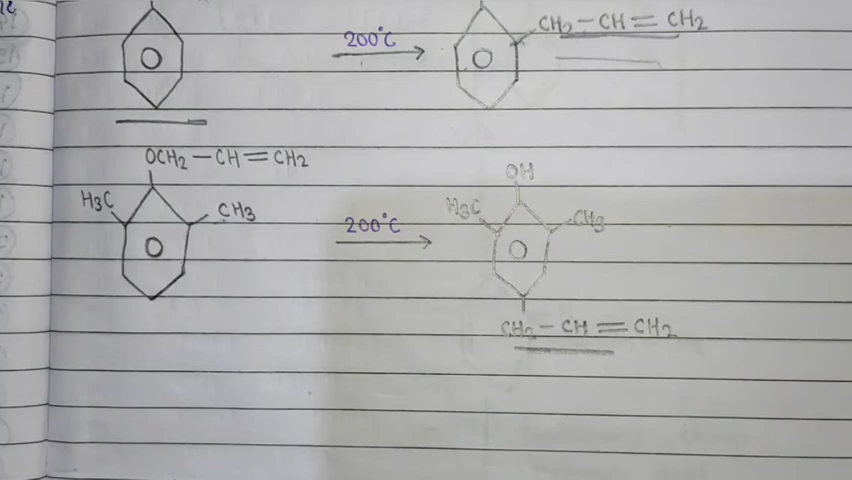 200°C CH₂ – CH = CH₂
OCH₂ – CH = CH₂
OH
H₃C CH₃ 200°C H₃C CH₃
CH₂ – CH = CH₂